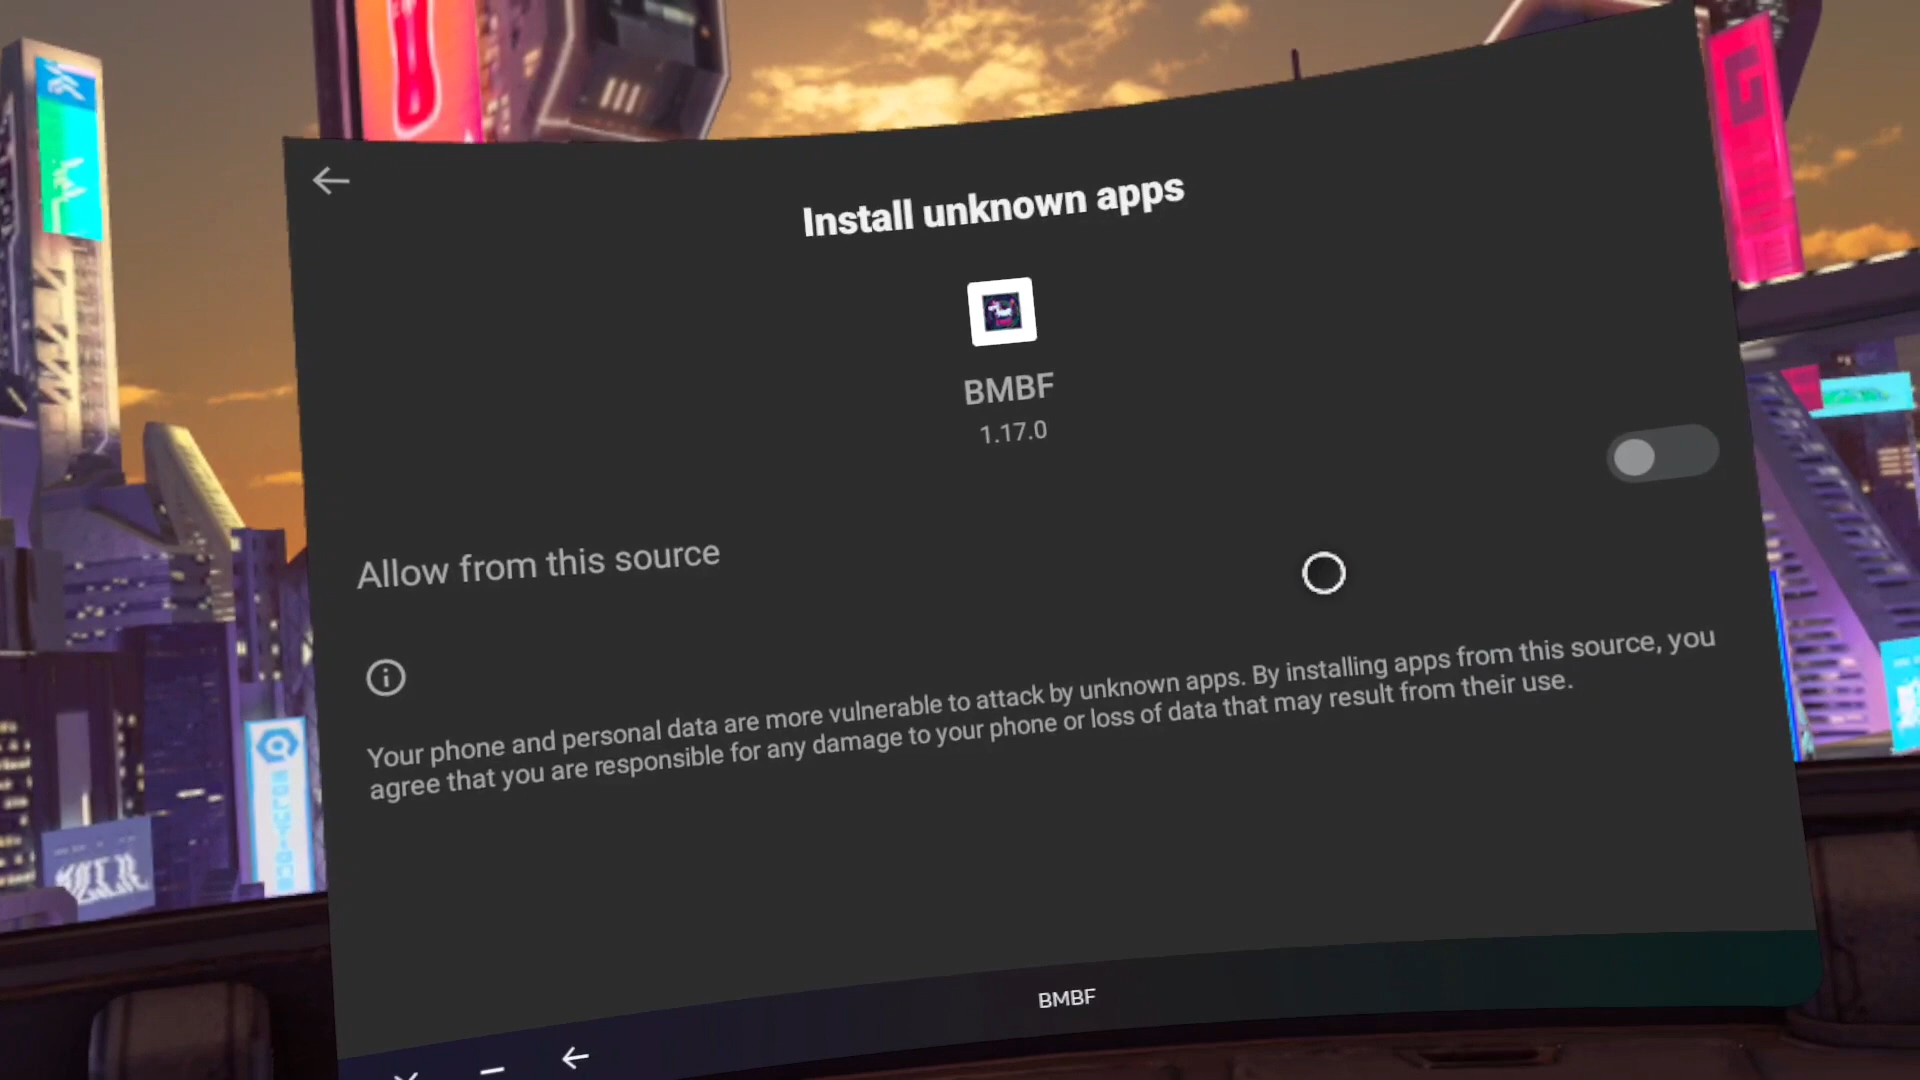 Install unknown apps
BMBF
1.17.0
Allow from this source
Your phone and personal data are more vulnerable to attack by unknown apps. By installing apps from this source, you
agree that you are responsible for any damage to your phone or loss of data that may result from their use.
BMBF